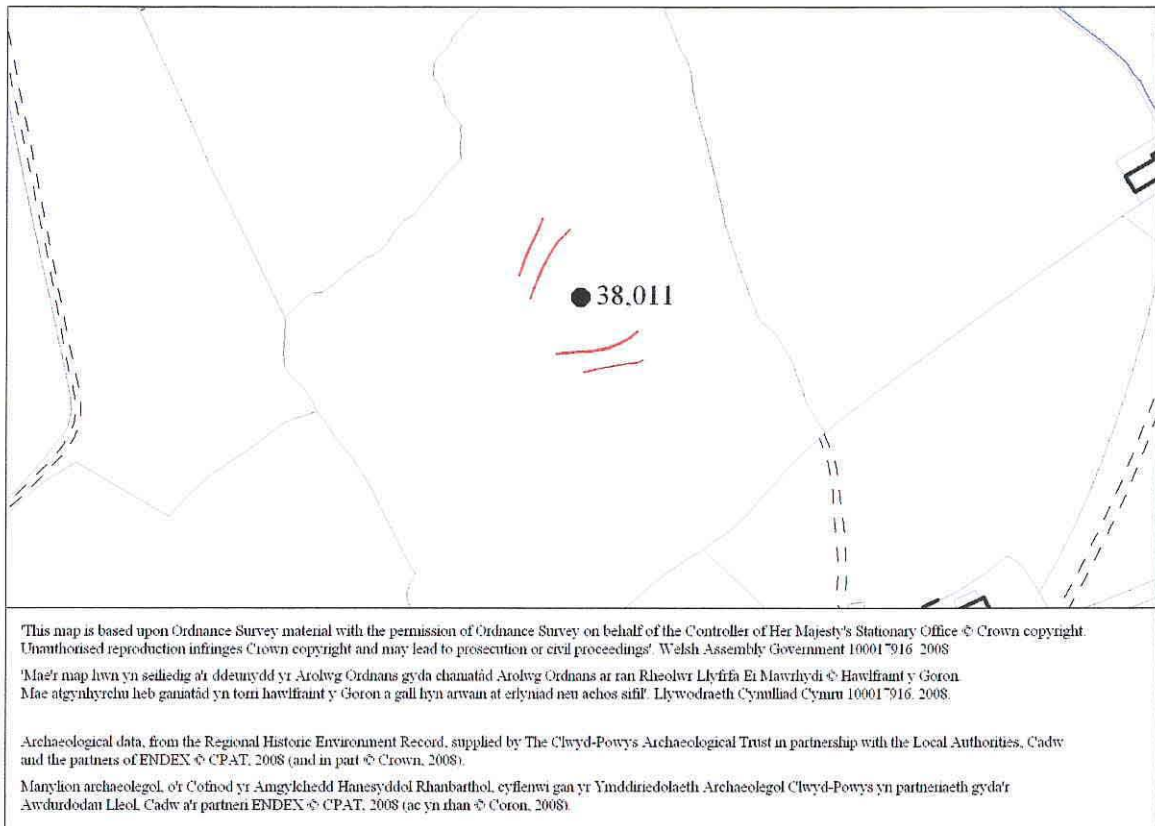 38,011
'This map is based upon Ordnance Survey material with the permission of Ordnance Survey on behalf of the Controller of Her Majesty's Stationary Office © Crown copyright.
Unauthorised reproduction infringes Crown copyright and may lead to prosecution or civil proceedings'. Welsh Assembly Government 100017916. 2008
'Mae'r map hwn yn seiliedig a'r ddeunydd yr Arolwg Ordnans gyda chaniatâd Arolwg Ordnans ar ran Rheolwr Llyfrfa Ei Mawrhydi © Hawlfraint y Goron.
Mae atgynhyrchu heb ganiatâd yn torri hawlfraint y Goron a gall hyn arwain at erlyniad neu achos sifil'. Llywodraeth Cynulliad Cymru 100017916. 2008.
Archaeological data, from the Regional Historic Environment Record, supplied by The Clwyd-Powys Archaeological Trust in partnership with the Local Authorities, Cadw
and the partners of ENDEX © CPAT, 2008 (and in part © Crown, 2008).
Manylion archaeolegol, o'r Cofnod yr Amgylchedd Hanesyddol Rhanbarthol, cyflenwi gan yr Ymddiriedolaeth Archaeolegol Clwyd-Powys yn partneriaeth gyda'r
Awdurdodau Lleol, Cadw a'r partneri ENDEX © CPAT, 2008 (ac yn rhan © Coron, 2008).